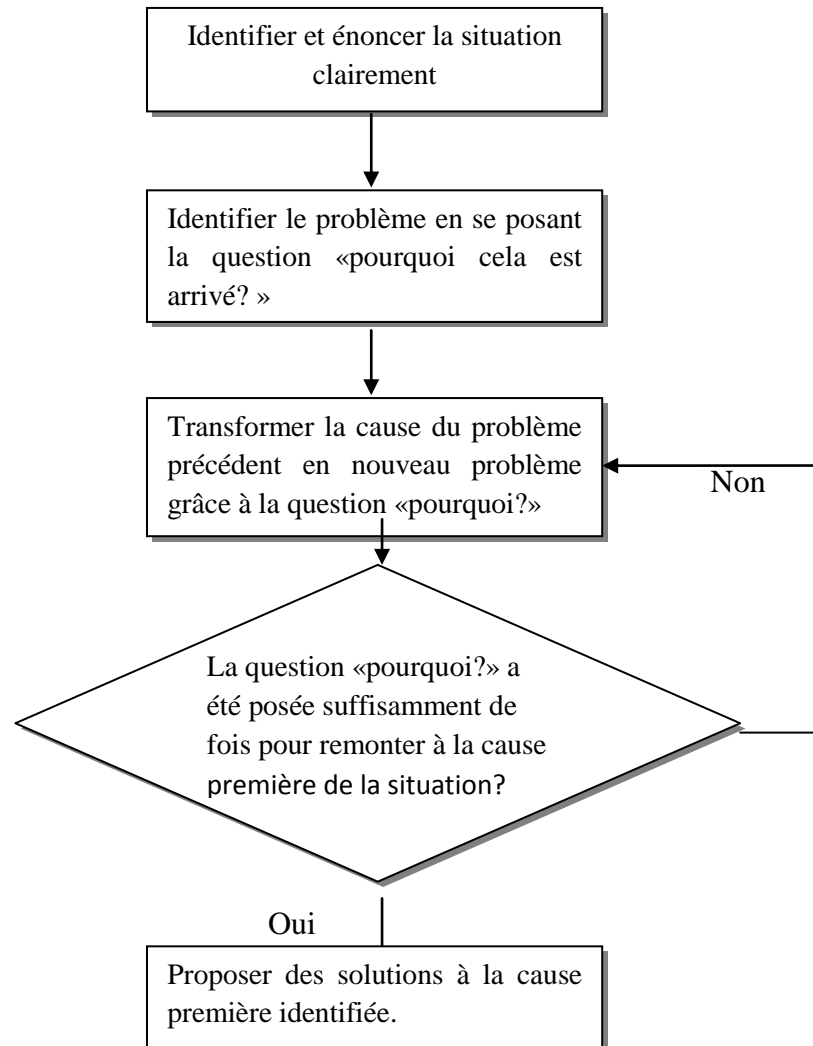 Identifier et énoncer la situation
clairement
Identifier le problème en se posant
la question «pourquoi cela est
arrivé? »
Transformer la cause du problème
précédent en nouveau problème
grâce à la question «pourquoi?»
Non
La question «pourquoi?» a
été posée suffisamment de
fois pour remonter à la cause
première de la situation?
Oui
Proposer des solutions à la cause
première identifiée.